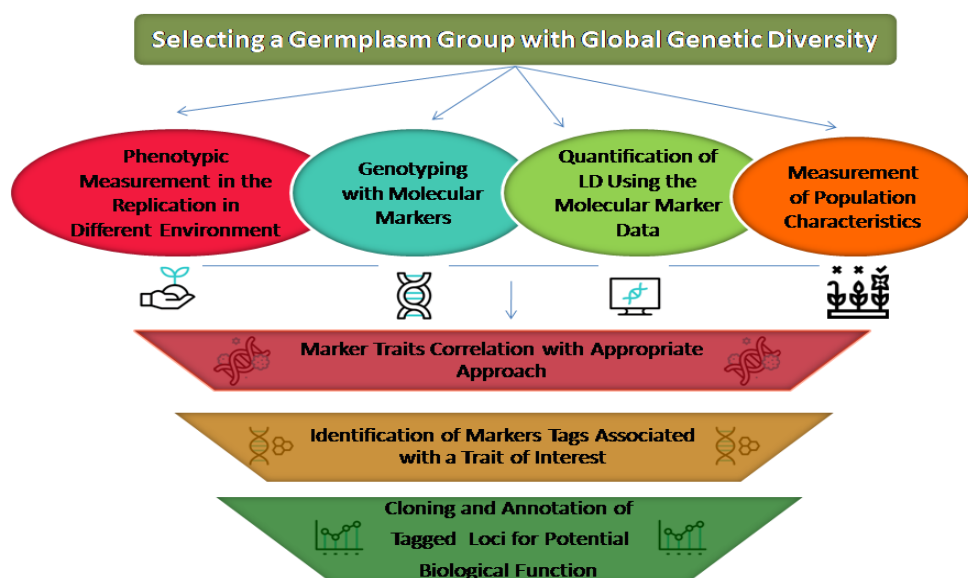 Selecting a Germplasm Group with Global Genetic Diversity
Phenotypic
Measurement in the
Replication in
Different Environment
Genotyping
with Molecular
Markers
Quantification of
LD Using the
Molecular Marker
Data
Measurement
of Population
Characteristics
Marker Traits Correlation with Appropriate
Approach
Identification of Markers Tags Associated
with a Trait of Interest
Cloning and Annotation of
Tagged Loci for Potential
Biological Function